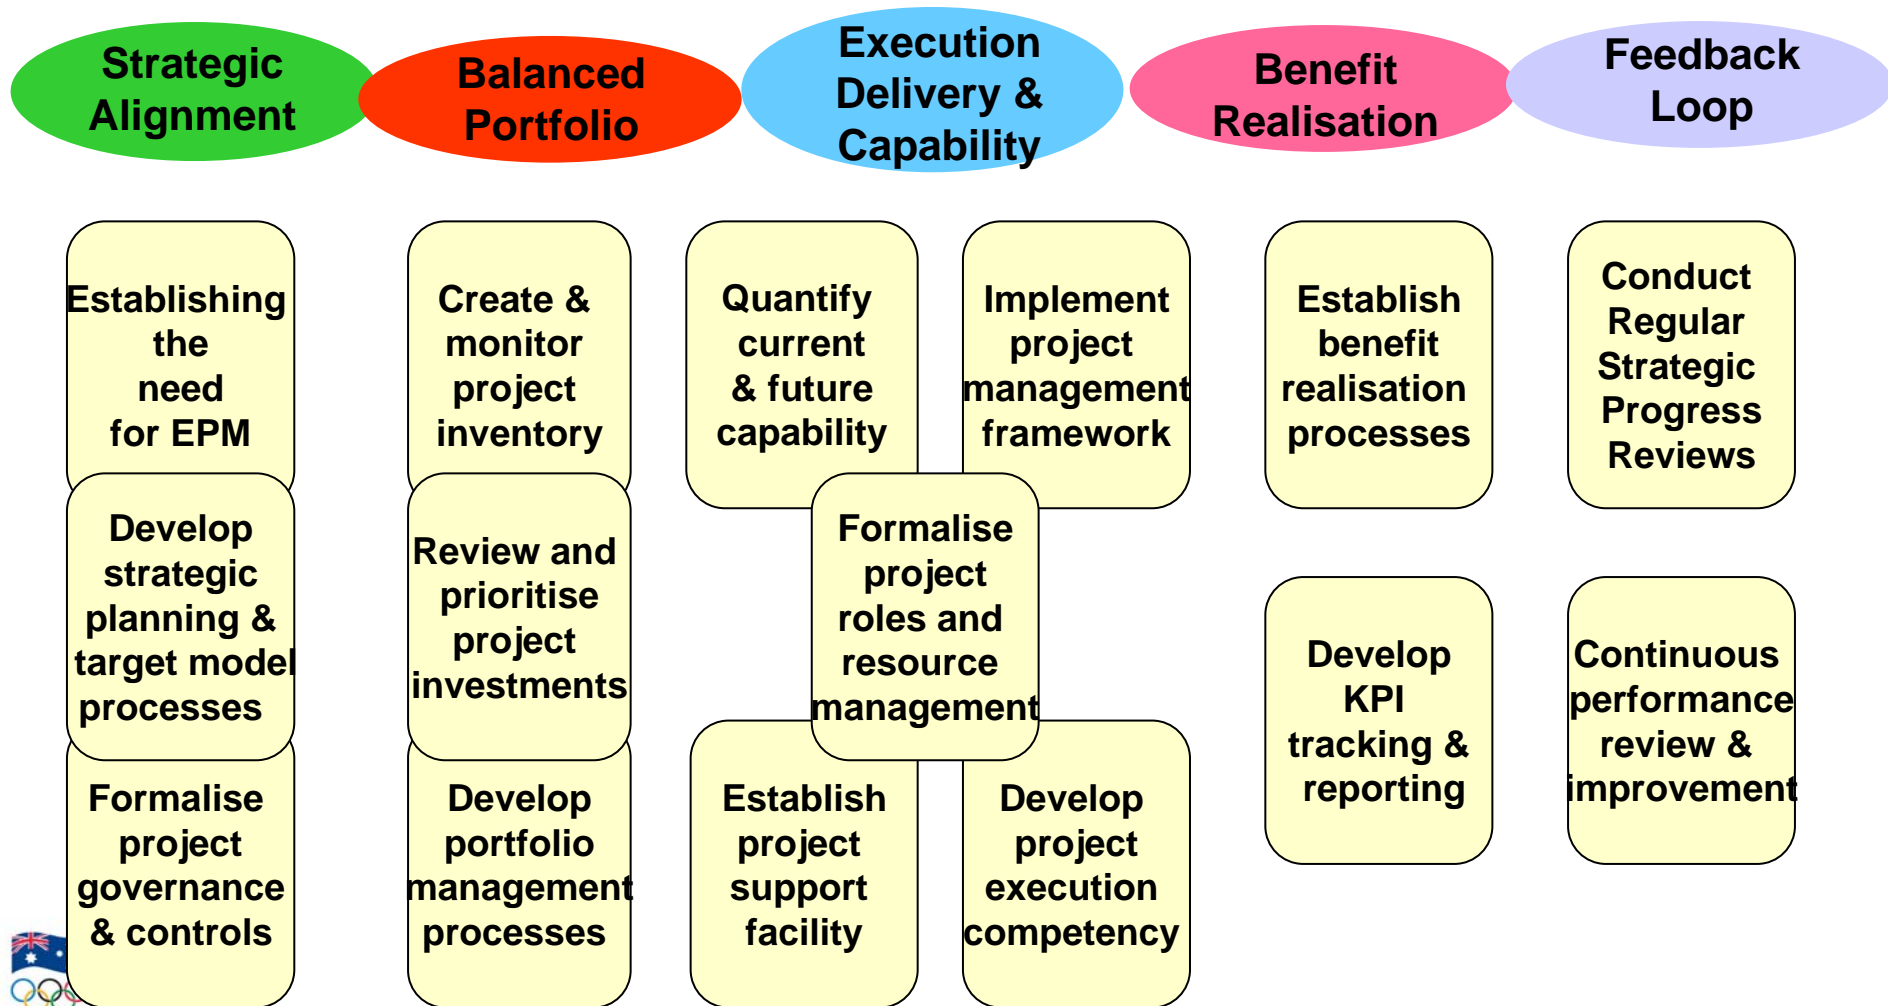 Strategic
Alignment
Balanced
Portfolio
Execution
Delivery &
Capability
Benefit
Realisation
Feedback
Loop
Establishing
the
need
for EPM
Develop
strategic
planning &
target model
processes
Formalise
project
governance
& controls
Create &
monitor
project
inventory
Review and
prioritise
project
investments
Develop
portfolio
management
processes
Quantify
current
& future
capability
Implement
project
management
framework
Formalise
project
roles and
resource
management
Establish
project
support
facility
Develop
project
execution
competency
Establish
benefit
realisation
processes
Develop
KPI
tracking &
reporting
Conduct
Regular
Strategic
Progress
Reviews
Continuous
performance
review &
improvement